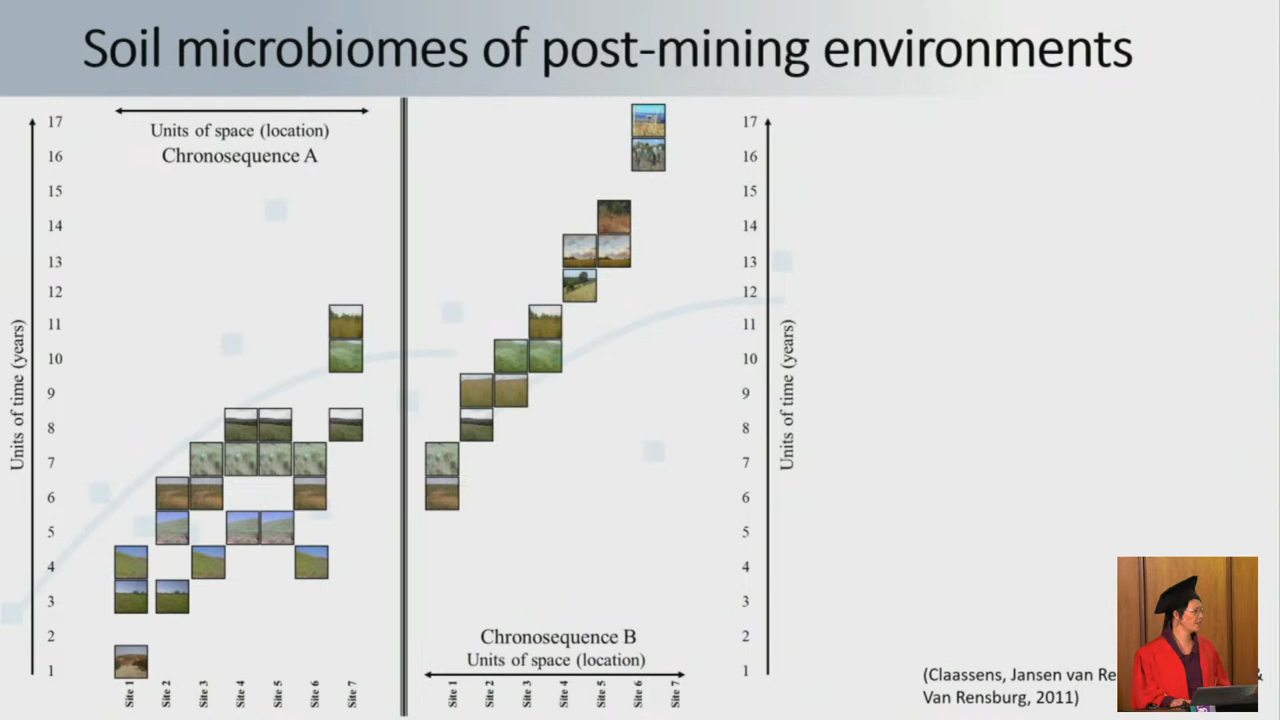 Soil microbiomes of post-mining environments
Units of space (location)
Chronosequence A
17
16
15
14
13
12
11
10
9
8
7
6
5
4
3
2
1
Units of time (years)
Site 1
Site 2
Site 3
Site 4
Site 5
Site 6
Site 7
Chronosequence B
Units of space (location)
Site 1
Site 2
Site 3
Site 4
Site 5
Site 6
Site 7
17
16
15
14
13
12
11
10
9
8
7
6
5
4
3
2
1
Units of time (years)
(Claassens, Jansen van Re
&
Van Rensburg, 2011)